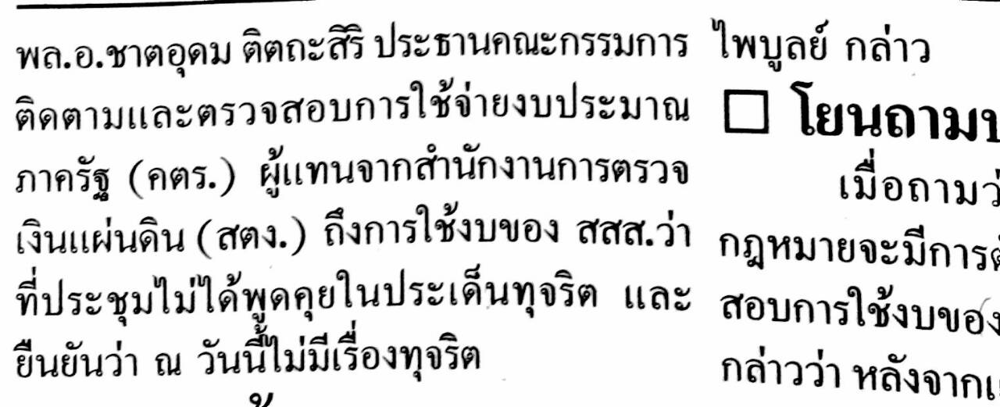 พล.อ.ชาตอุดม ติตถะสิริ ประธานคณะกรรมการ
ติดตามและตรวจสอบการใช้จ่ายงบประมาณ
ภาครัฐ (คตร.) ผู้แทนจากสำนักงานการตรวจ
เงินแผ่นดิน (สตง.) ถึงการใช้งบของ สสส.ว่า
ที่ประชุมไม่ได้พูดคุยในประเด็นทุจริต และ
ยืนยันว่า ณ วันนี้ไม่มีเรื่องทุจริต
ไพบูลย์ กล่าว
□ โยนถาม
เมื่อถามว่
กฎหมายจะมีการ
สอบการใช้งบของ
กล่าวว่า หลังจาก